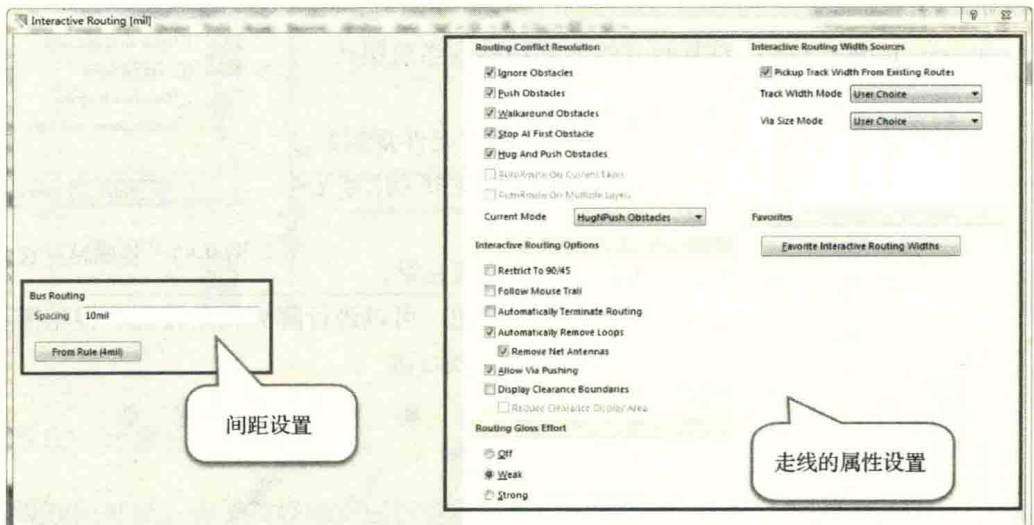 Interactive Routing [mil]
Routing Conflict Resolution
Ignore Obstacles
Push Obstacles
Walkaround Obstacles
Stop At First Obstacle
Hug And Push Obstacles
AutoRoute On Current Layer
AutoRoute On Multiple Layers
Current Mode HugNPush Obstacles
Interactive Routing Options
Restrict To 90/45
Follow Mouse Trail
Automatically Terminate Routing
Automatically Remove Loops
Remove Net Antennas
Allow Via Pushing
Display Clearance Boundaries
Reduce Clearance Display Area
Routing Gloss Effort
Off
Weak
Strong
Interactive Routing Width Sources
Pickup Track Width From Existing Routes
Track Width Mode User Choice
Via Size Mode User Choice
Favorites
Favorite Interactive Routing Widths
走线的属性设置
Bus Routing
Spacing 10mil
From Rule (4mil)
间距设置